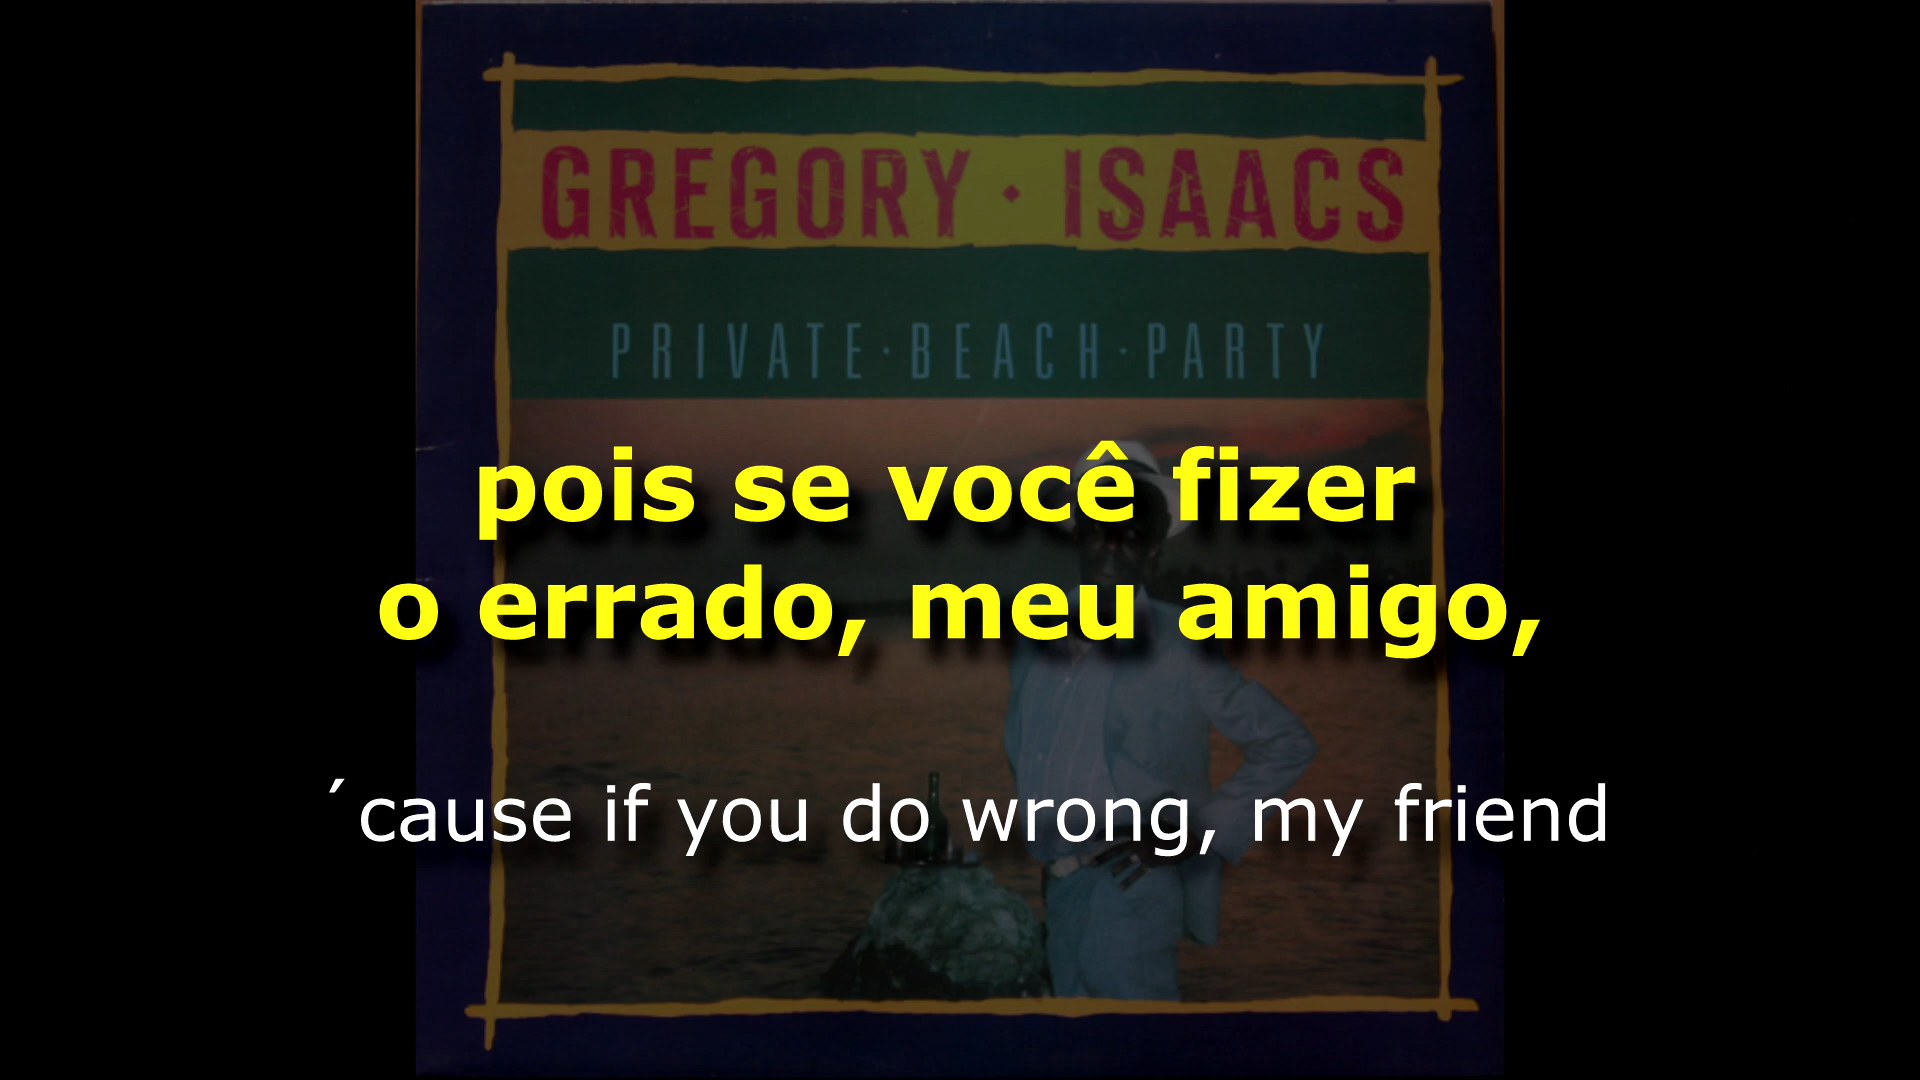 GREGORY · ISAACS
PRIVATE · BEACH · PARTY
pois se você fizer
o errado, meu amigo,
´cause if you do wrong, my friend